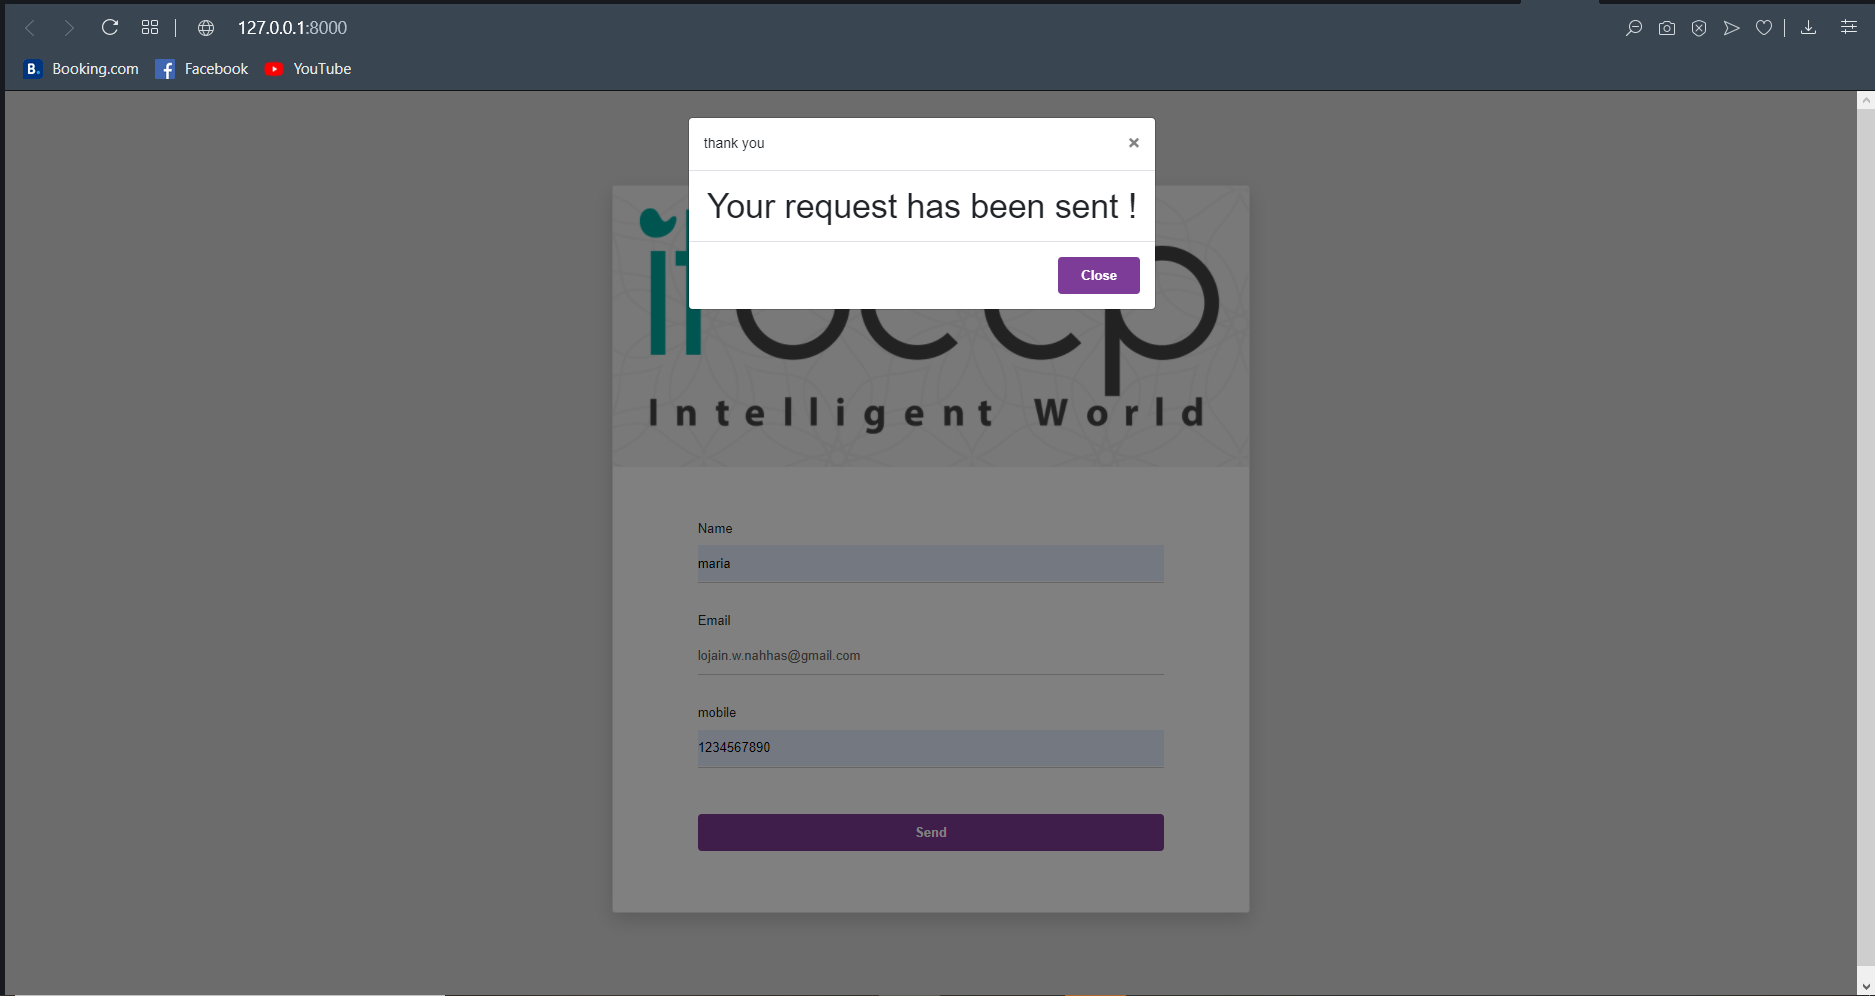 127.0.0.1:8000
B. Booking.com f Facebook YouTube
thank you ×
Your request has been sent !
Close
Intelligent World
Name
maria
Email
lojain.w.nahhas@gmail.com
mobile
1234567890
Send